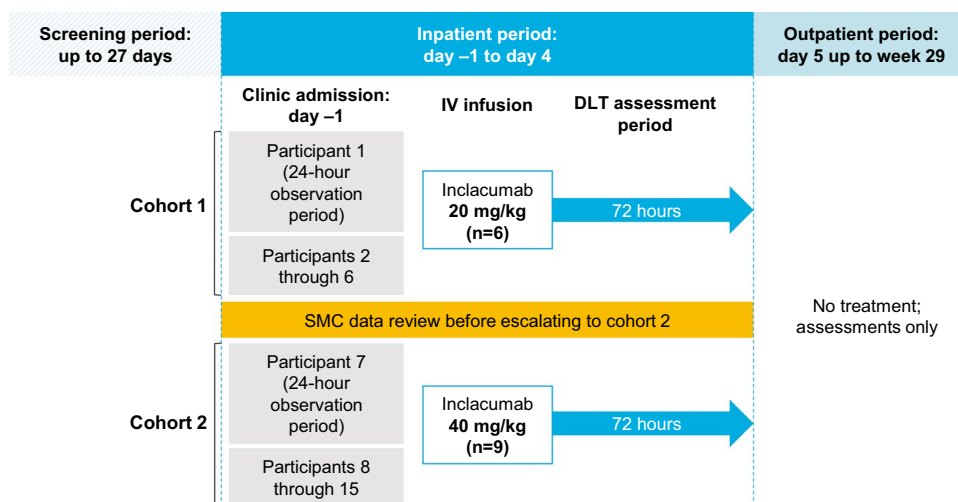 Screening period:
up to 27 days
Inpatient period:
day –1 to day 4
Outpatient period:
day 5 up to week 29
Clinic admission:
day –1
IV infusion
DLT assessment
period
Cohort 1
Participant 1
(24-hour
observation
period)
Participants 2
through 6
Inclacumab
20 mg/kg
(n=6)
72 hours
SMC data review before escalating to cohort 2
No treatment;
assessments only
Cohort 2
Participant 7
(24-hour
observation
period)
Participants 8
through 15
Inclacumab
40 mg/kg
(n=9)
72 hours